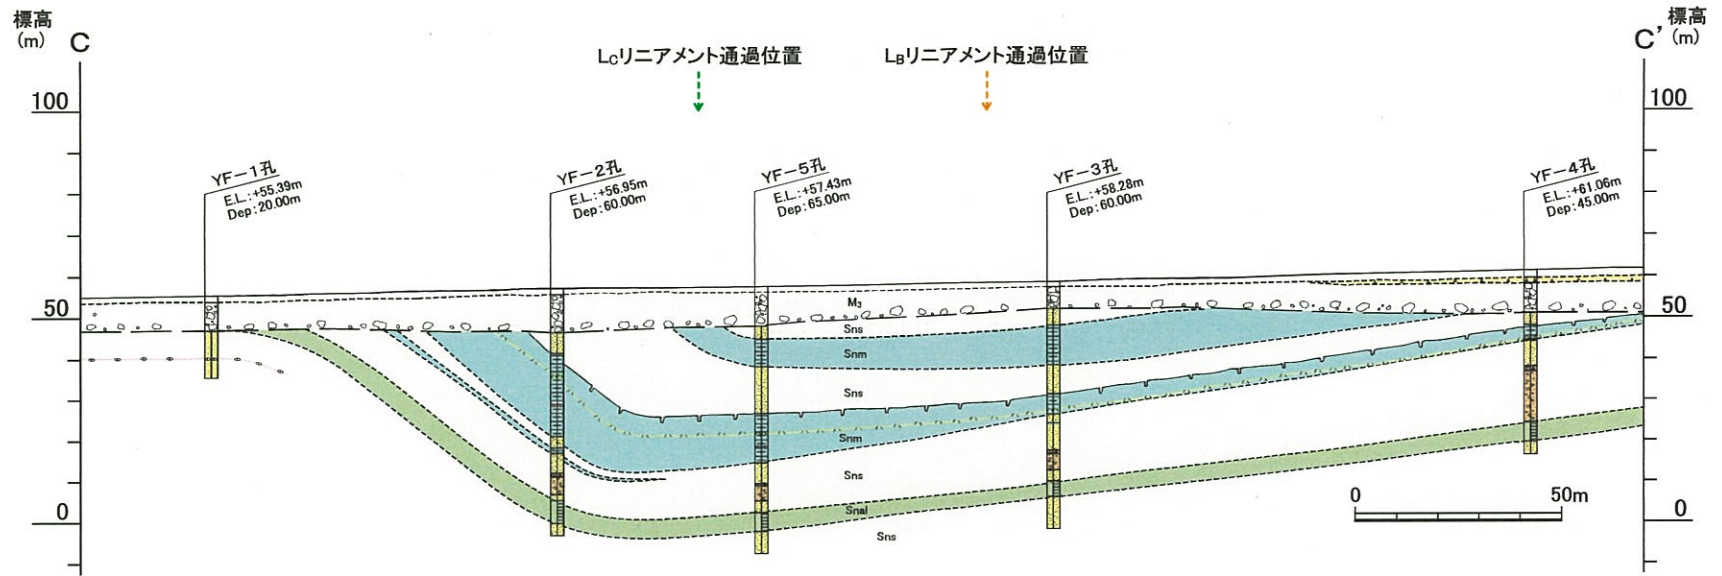 標高
(m)
C
LCリニアメント通過位置
LBリニアメント通過位置
標高
C' (m)
100
100
YF-1孔
E.L.:+55.39m
Dep:20.00m
YF-2孔
E.L.:+56.95m
Dep:60.00m
YF-5孔
E.L.:+57.43m
Dep:65.00m
YF-3孔
E.L.:+58.28m
Dep:60.00m
YF-4孔
E.L.:+61.06m
Dep:45.00m
50
50
M3
Sns
Snm
Sns
Snm
Sns
Snal
Sns
0
0
0 50m